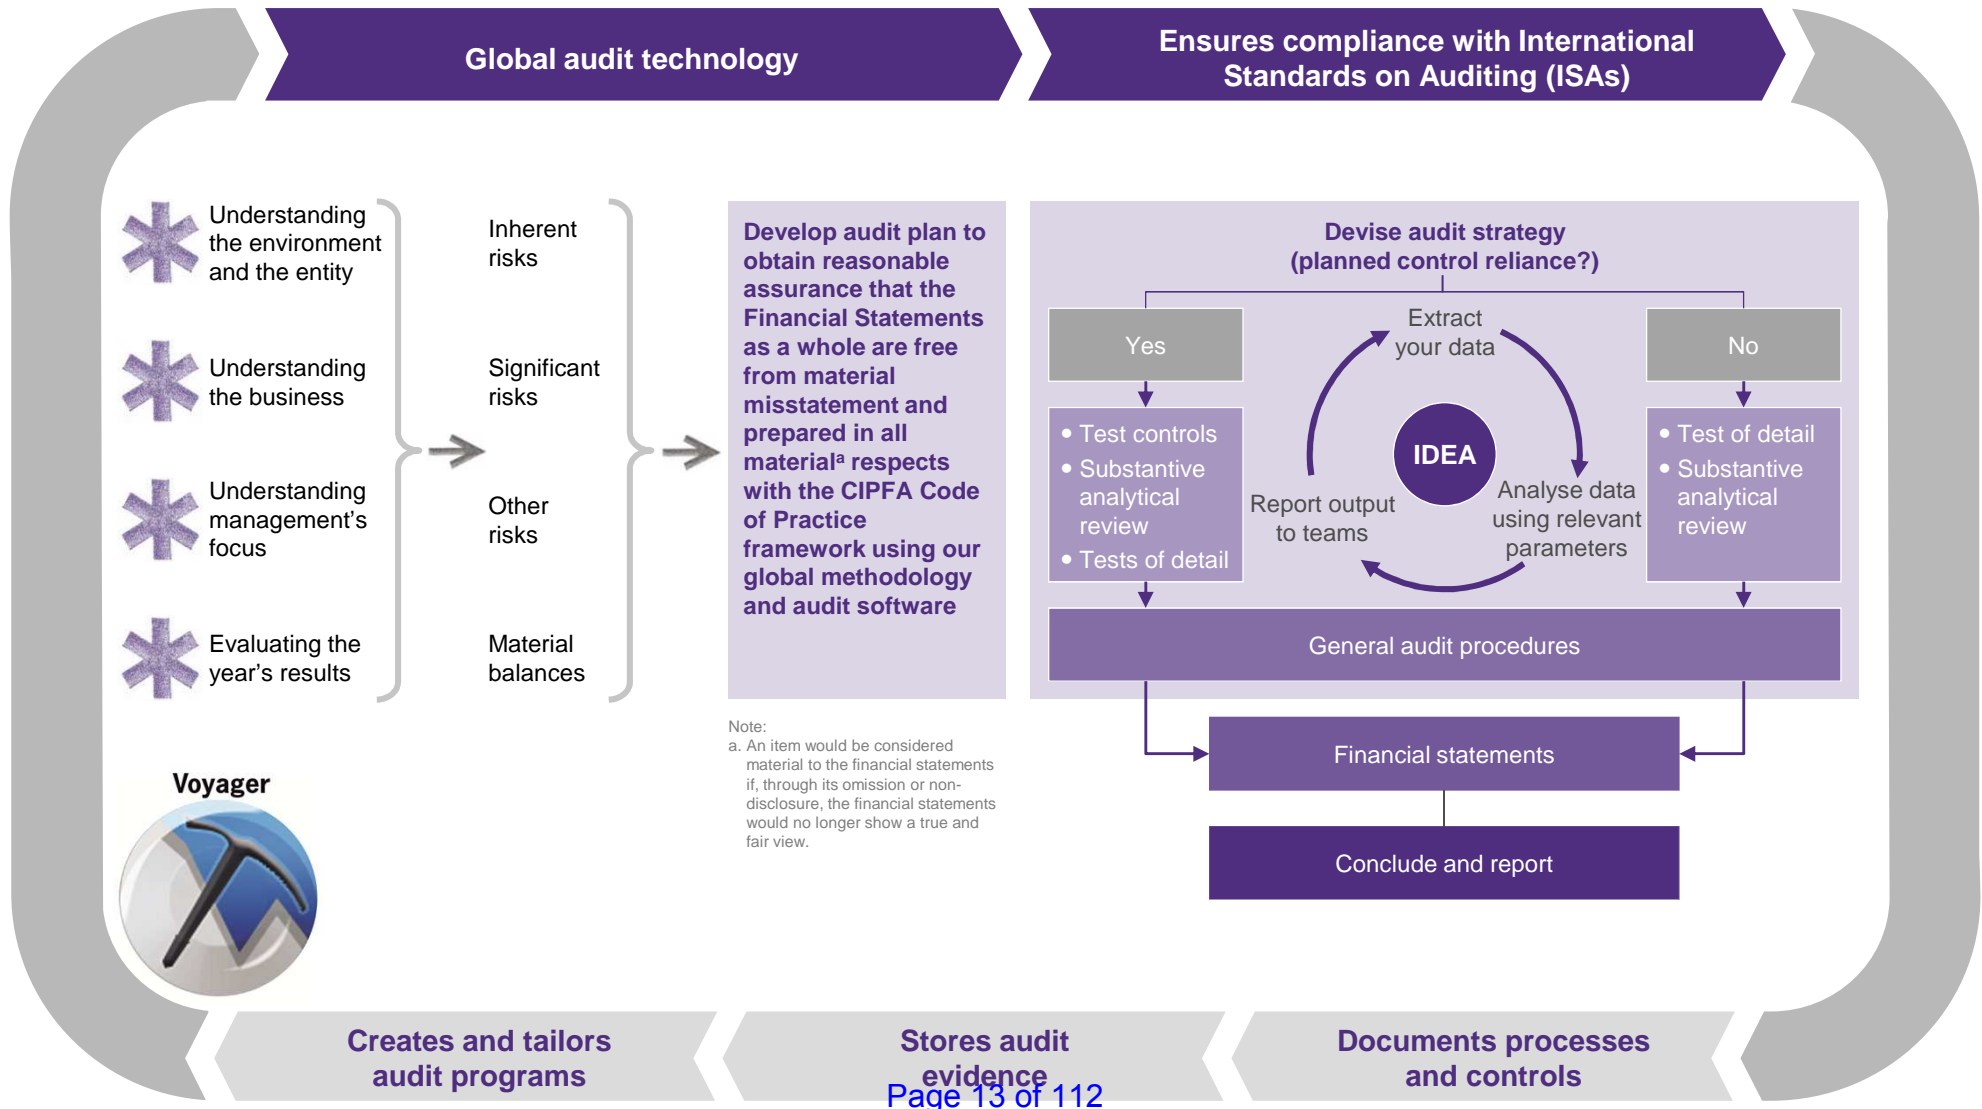 Global audit technology
Ensures compliance with International
Standards on Auditing (ISAs)
Understanding
the environment
and the entity
Understanding
the business
Understanding
management’s
focus
Evaluating the
year’s results
Inherent
risks
Significant
risks
Other
risks
Material
balances
Develop audit plan to
obtain reasonable
assurance that the
Financial Statements
as a whole are free
from material
misstatement and
prepared in all
materialᵃ respects
with the CIPFA Code
of Practice
framework using our
global methodology
and audit software
Note:
a. An item would be considered
material to the financial statements
if, through its omission or non-
disclosure, the financial statements
would no longer show a true and
fair view.
Devise audit strategy
(planned control reliance?)
Yes
• Test controls
• Substantive
analytical
review
• Tests of detail
Extract
your data
IDEA
Analyse data
using relevant
parameters
Report output
to teams
No
• Test of detail
• Substantive
analytical
review
General audit procedures
Financial statements
Conclude and report
Voyager
Creates and tailors
audit programs
Stores audit
evidence
Documents processes
and controls
Page 13 of 112